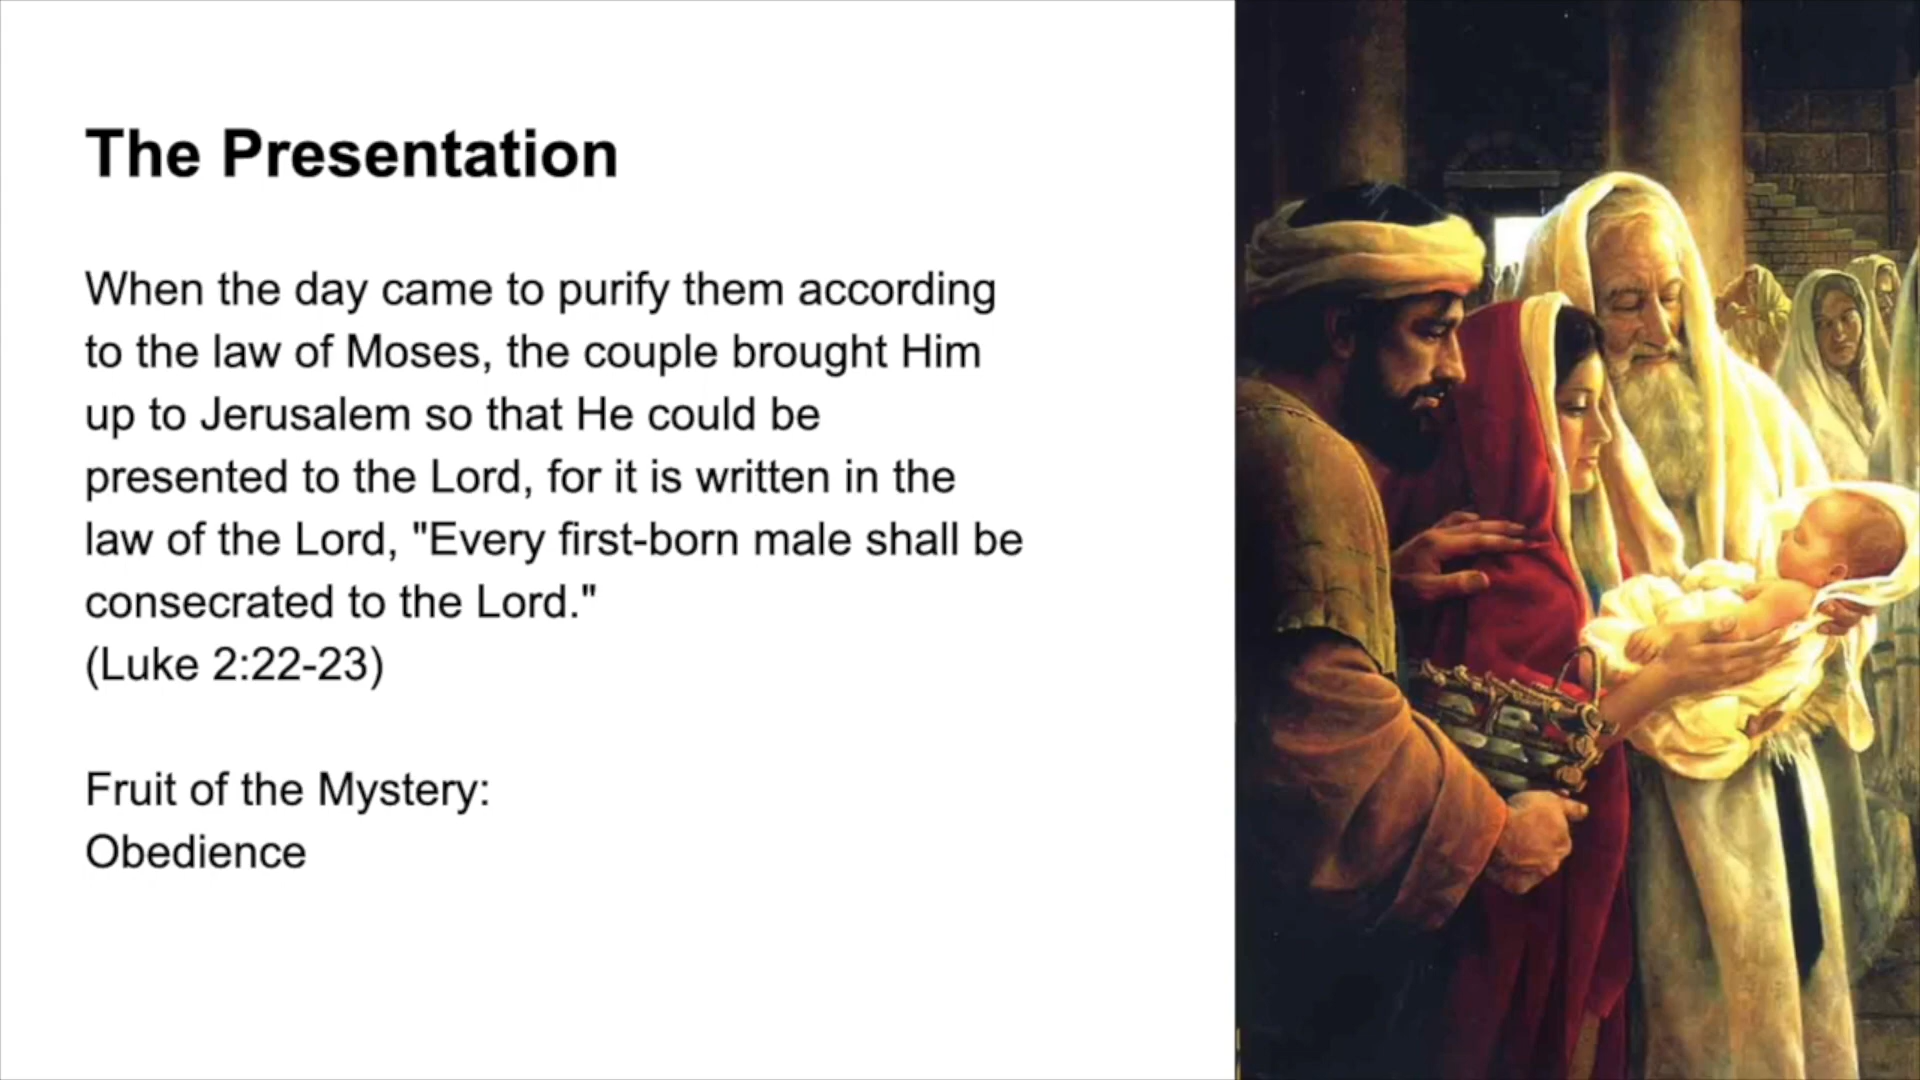 The Presentation
When the day came to purify them according
to the law of Moses, the couple brought Him
up to Jerusalem so that He could be
presented to the Lord, for it is written in the
law of the Lord, "Every first-born male shall be
consecrated to the Lord."
(Luke 2:22-23)
Fruit of the Mystery:
Obedience